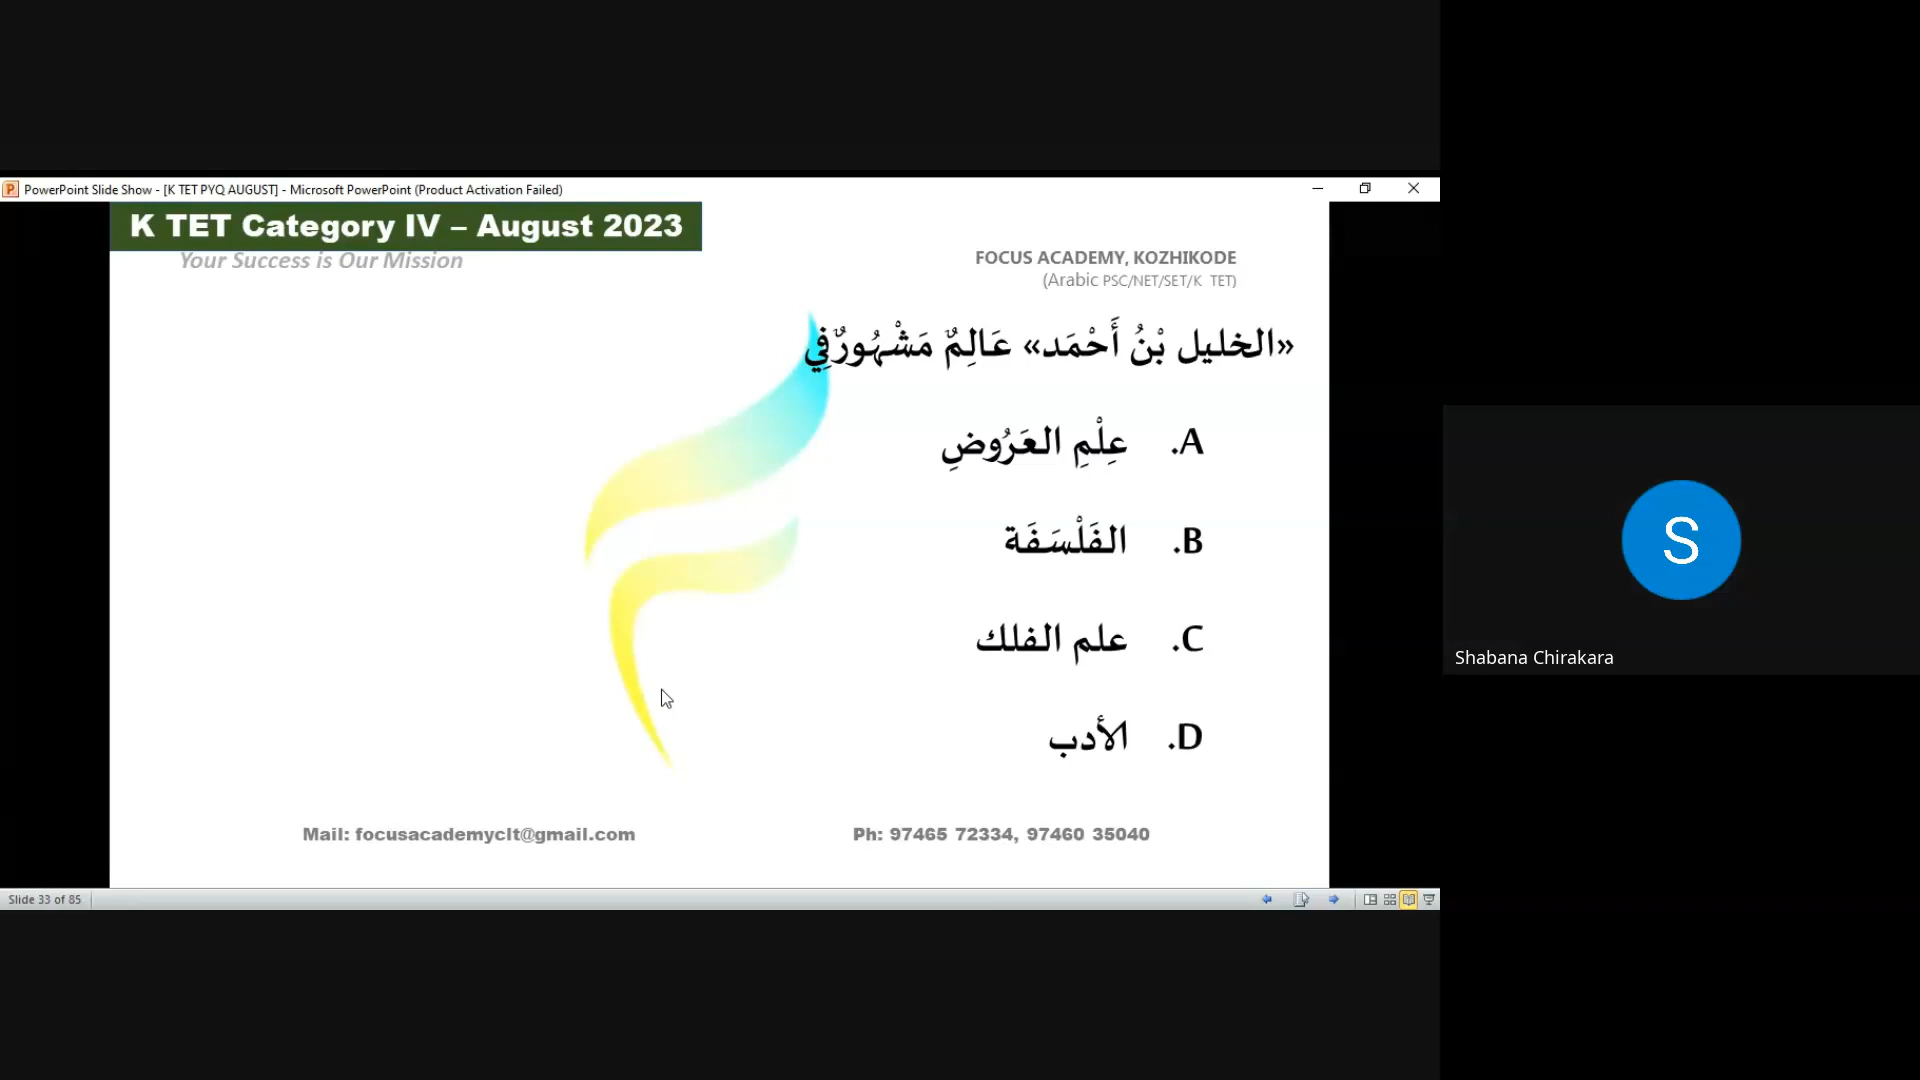 PowerPoint Slide Show - [K TET PYQ AUGUST] - Microsoft PowerPoint (Product Activation Failed)
K TET Category IV – August 2023
Your Success is Our Mission
FOCUS ACADEMY, KOZHIKODE
(Arabic PSC/NET/SET/K TET)
«الخليل بْنُ أَحْمَد» عَالِمٌ مَشْهُورٌفِي
A. عِلْمِ العَرُوضِ
B. الفَلْسَفَة
C. علم الفلك
D. الأدب
Mail: focusacademyclt@gmail.com
Ph: 97465 72334, 97460 35040
Slide 33 of 85
S
Shabana Chirakara